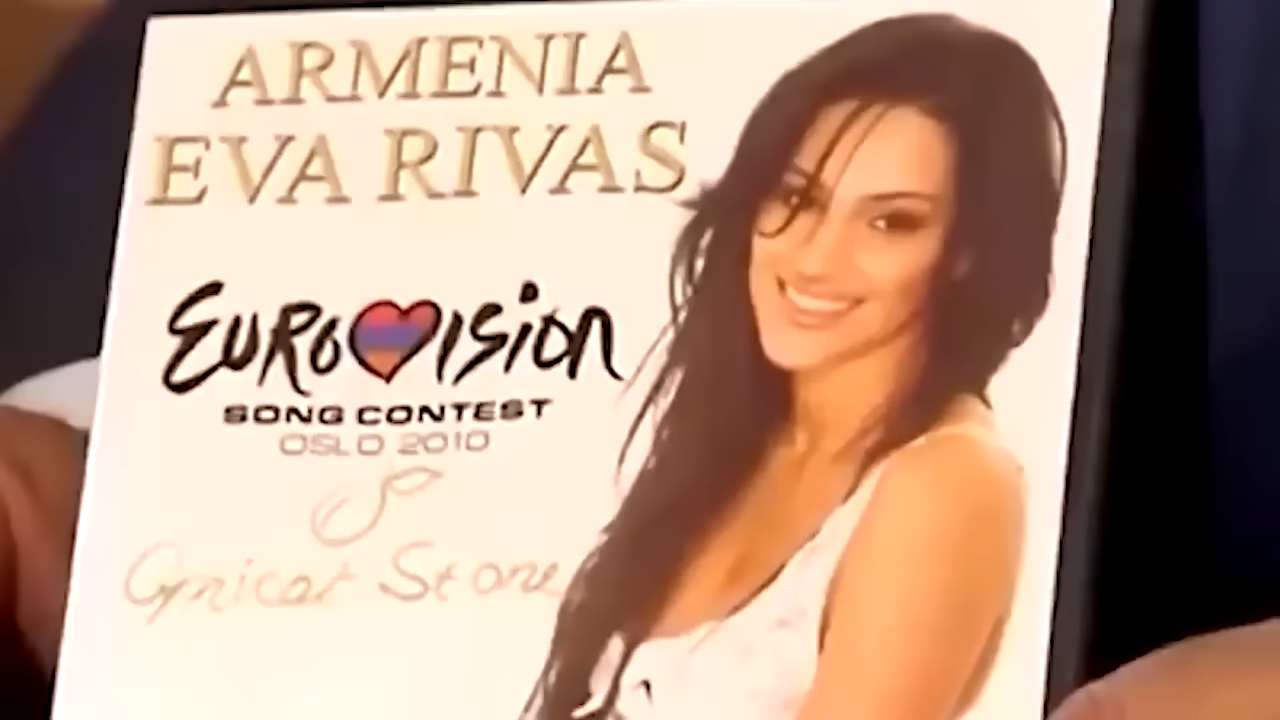 ARMENIA
EVA RIVAS
EUROVISION
SONG CONTEST
OSLO 2010
Apricot Stone